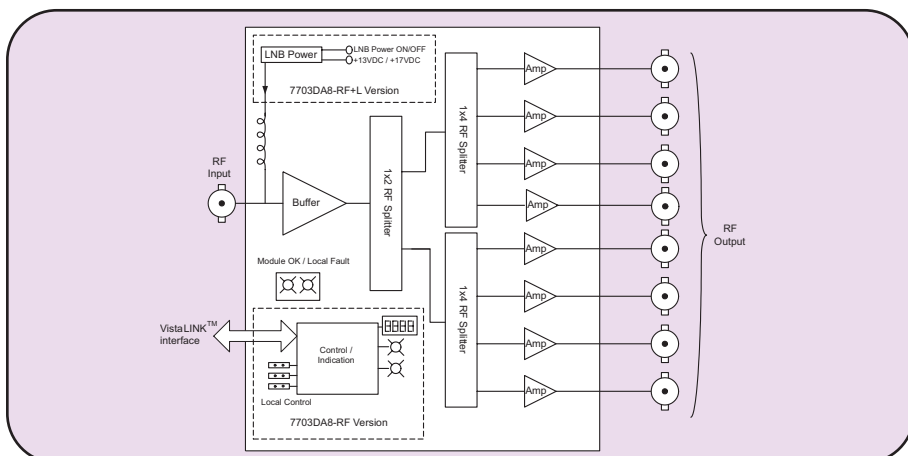 LNB Power
LNB Power ON/OFF
+13VDC / +17VDC
7703DA8-RF+L Version
RF
Input
Buffer
1x2 RF Splitter
1x4 RF Splitter
1x4 RF Splitter
Amp
Amp
Amp
Amp
Amp
Amp
Amp
Amp
RF
Output
Module OK / Local Fault
VistaLINK™
interface
Control /
Indication
Local Control
7703DA8-RF Version